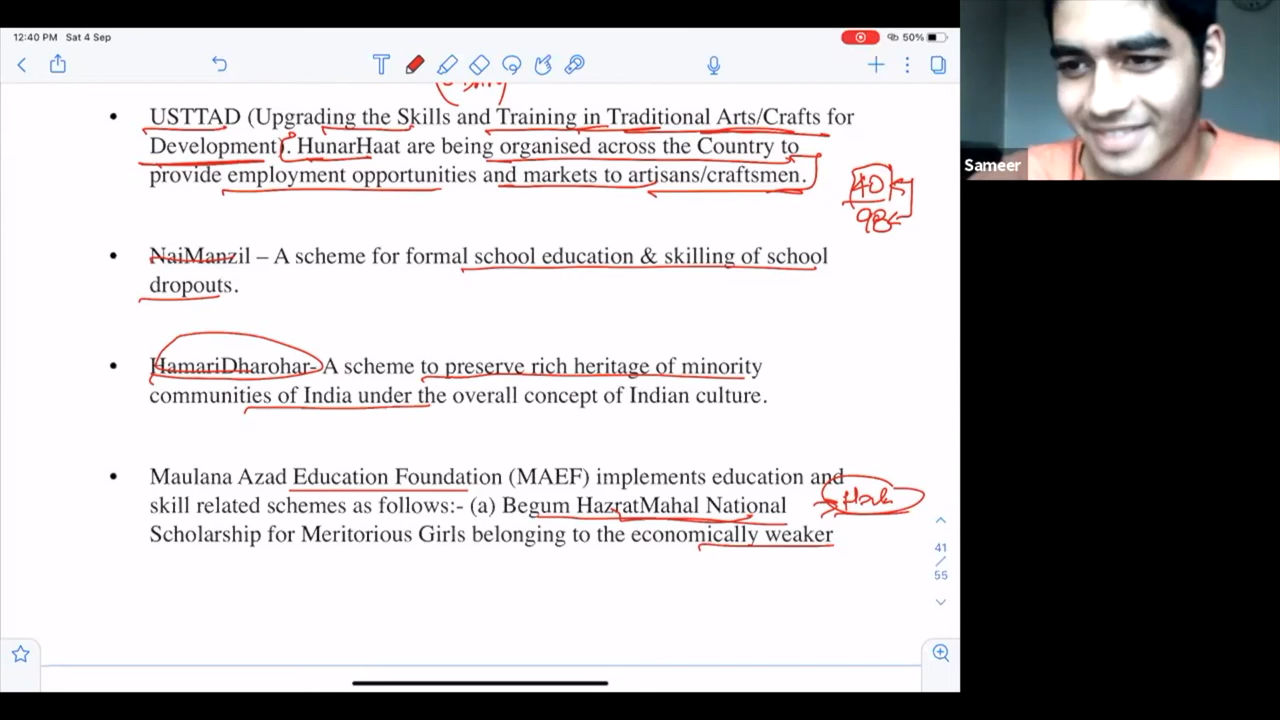 12:40 PM Sat 4 Sep
50%
T
• USTTAD (Upgrading the Skills and Training in Traditional Arts/Crafts for
Development). HunarHaat are being organised across the Country to
provide employment opportunities and markets to artisans/craftsmen.
Sameer
40
98
• NaiManzil – A scheme for formal school education & skilling of school
dropouts.
• HamariDharohar- A scheme to preserve rich heritage of minority
communities of India under the overall concept of Indian culture.
• Maulana Azad Education Foundation (MAEF) implements education and
skill related schemes as follows:- (a) Begum HazratMahal National
Scholarship for Meritorious Girls belonging to the economically weaker
41
/
55